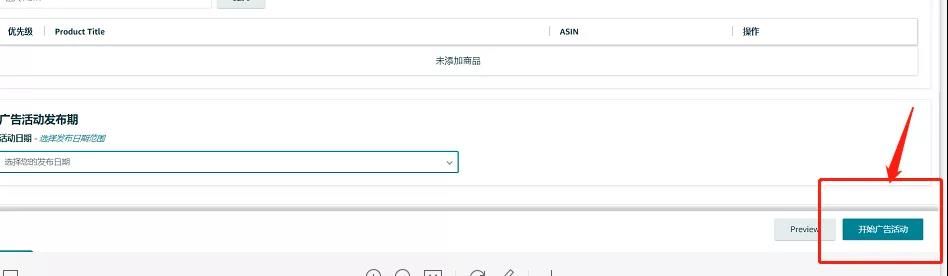 优先级 Product Title ASIN 操作
未添加商品
广告活动发布期
活动日期 - 选择发布日期范围
选择您的发布日期
Preview 开始广告活动